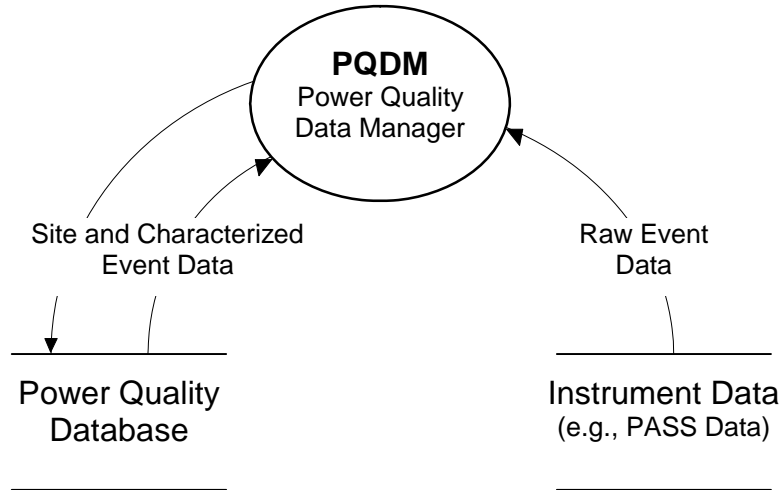 PQDM
Power Quality
Data Manager
Site and Characterized
Event Data
Raw Event
Data
Power Quality
Database
Instrument Data
(e.g., PASS Data)